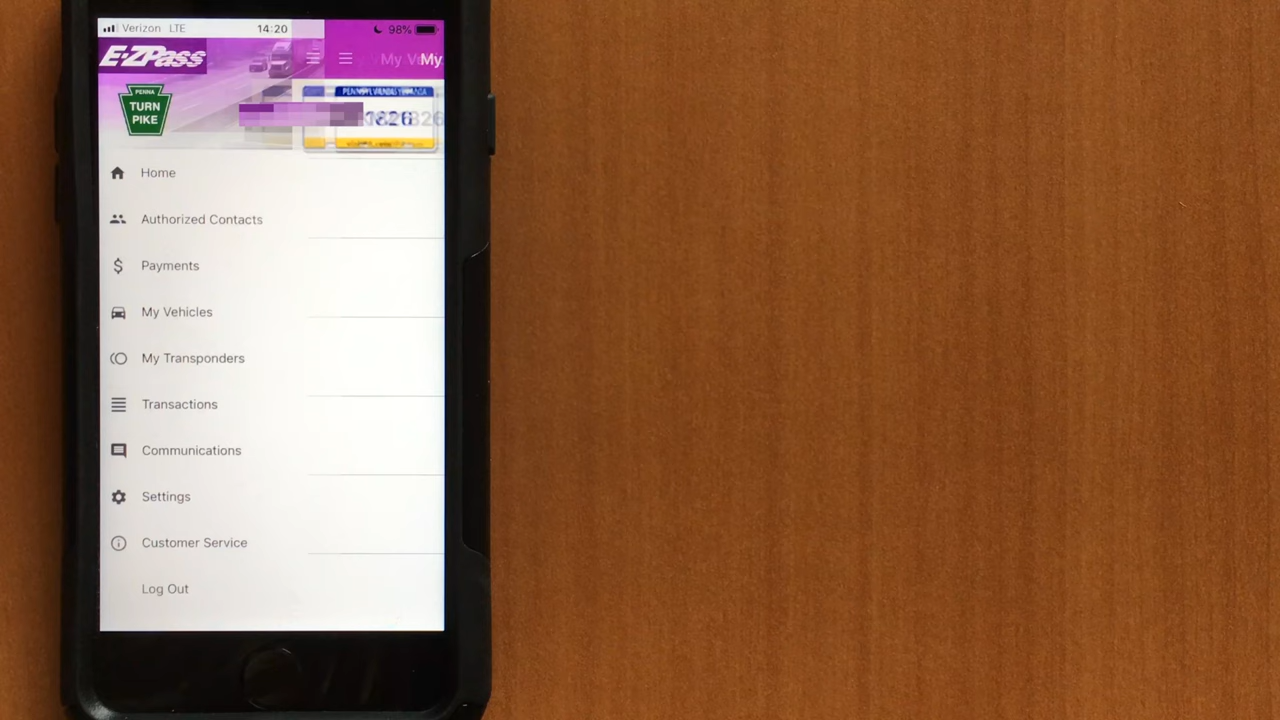 Verizon LTE 14:20 98%
E-ZPass
My
PENNA
TURN
PIKE
Home
Authorized Contacts
Payments
My Vehicles
My Transponders
Transactions
Communications
Settings
Customer Service
Log Out